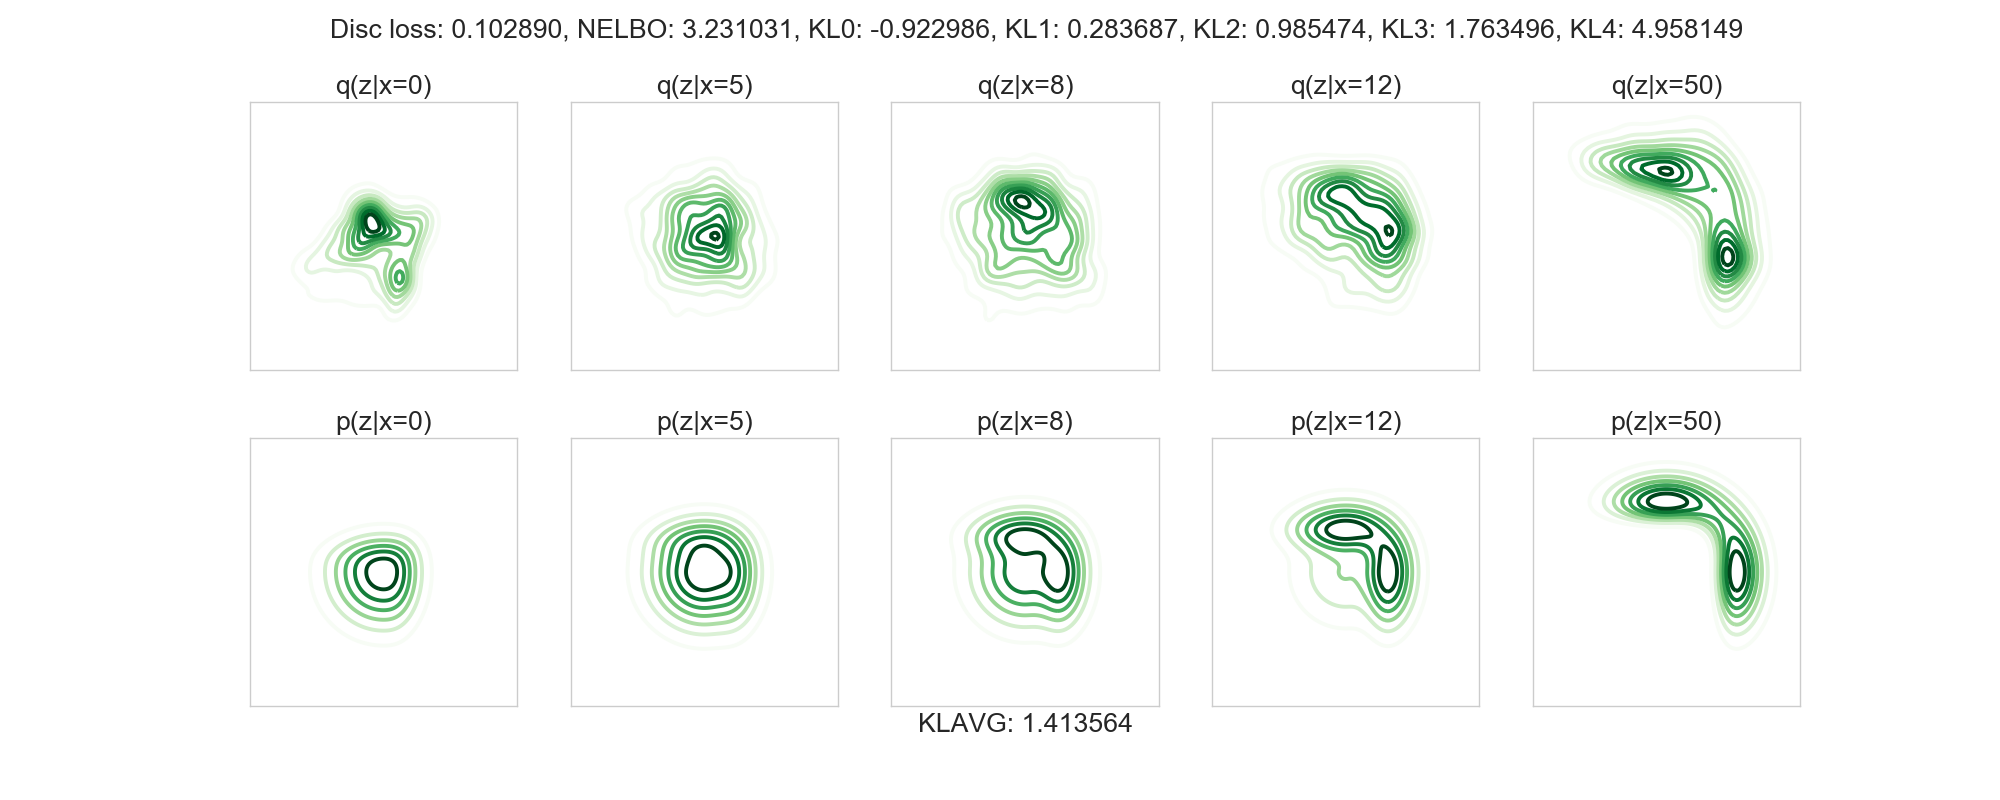 Disc loss: 0.102890, NELBO: 3.231031, KL0: -0.922986, KL1: 0.283687, KL2: 0.985474, KL3: 1.763496, KL4: 4.958149
q(z|x=0) q(z|x=5) q(z|x=8) q(z|x=12) q(z|x=50)
p(z|x=0) p(z|x=5) p(z|x=8) p(z|x=12) p(z|x=50)
KLAVG: 1.413564